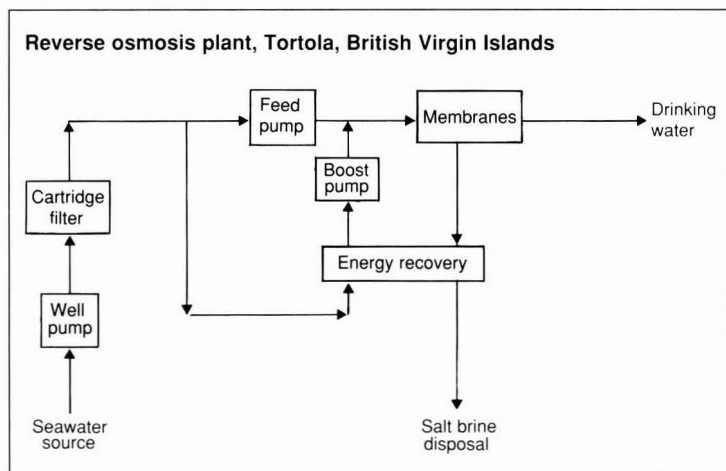 Reverse osmosis plant, Tortola, British Virgin Islands
Feed
pump
Membranes
Drinking
water
Boost
pump
Cartridge
filter
Energy recovery
Well
pump
Seawater
source
Salt brine
disposal